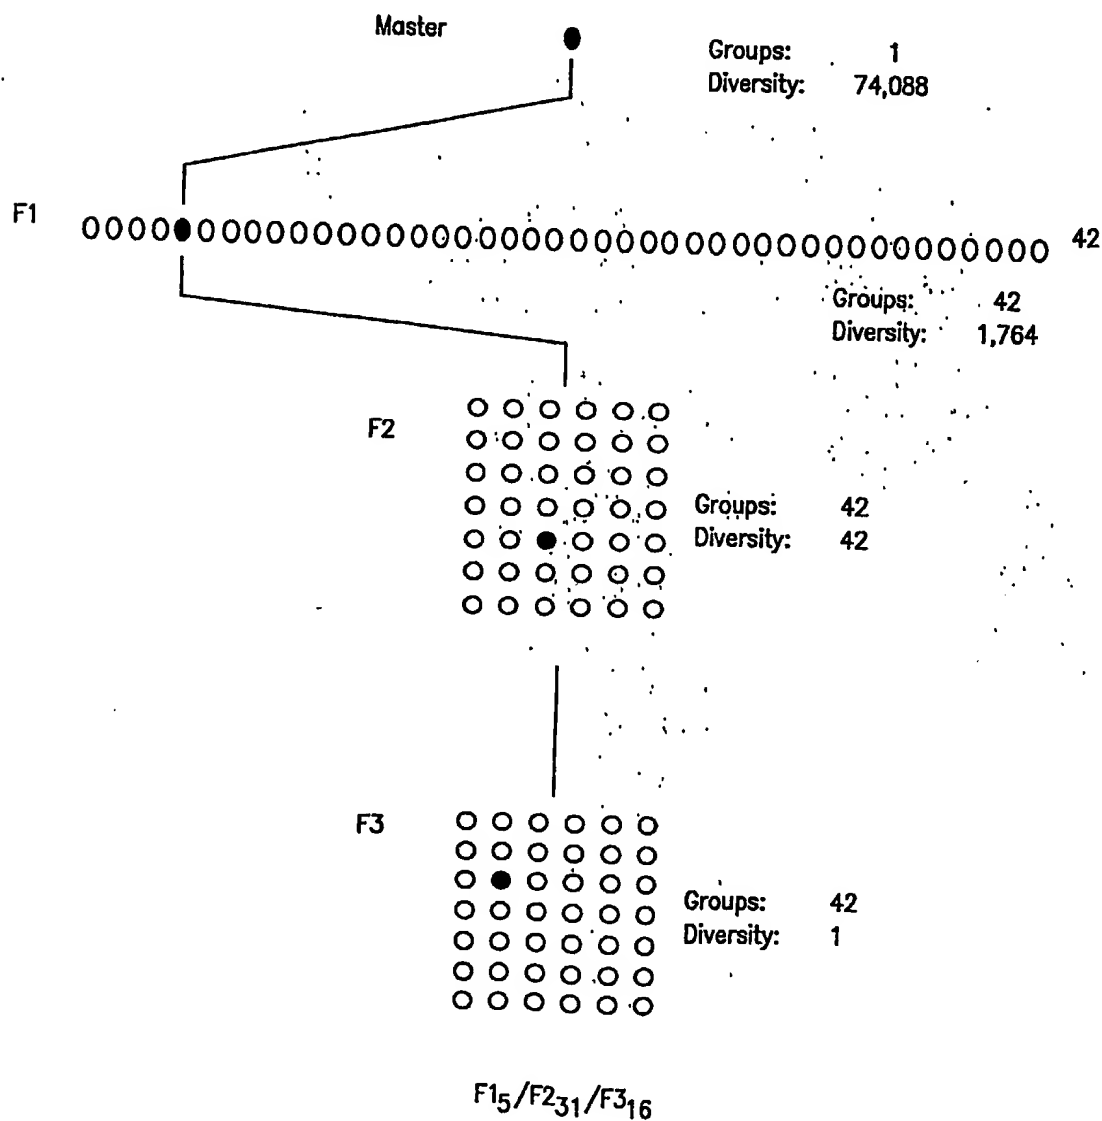 Master
Groups: 1
Diversity: 74,088
F1
42
Groups: 42
Diversity: 1,764
F2
Groups: 42
Diversity: 42
F3
Groups: 42
Diversity: 1
F1₅/F2₃₁/F3₁₆